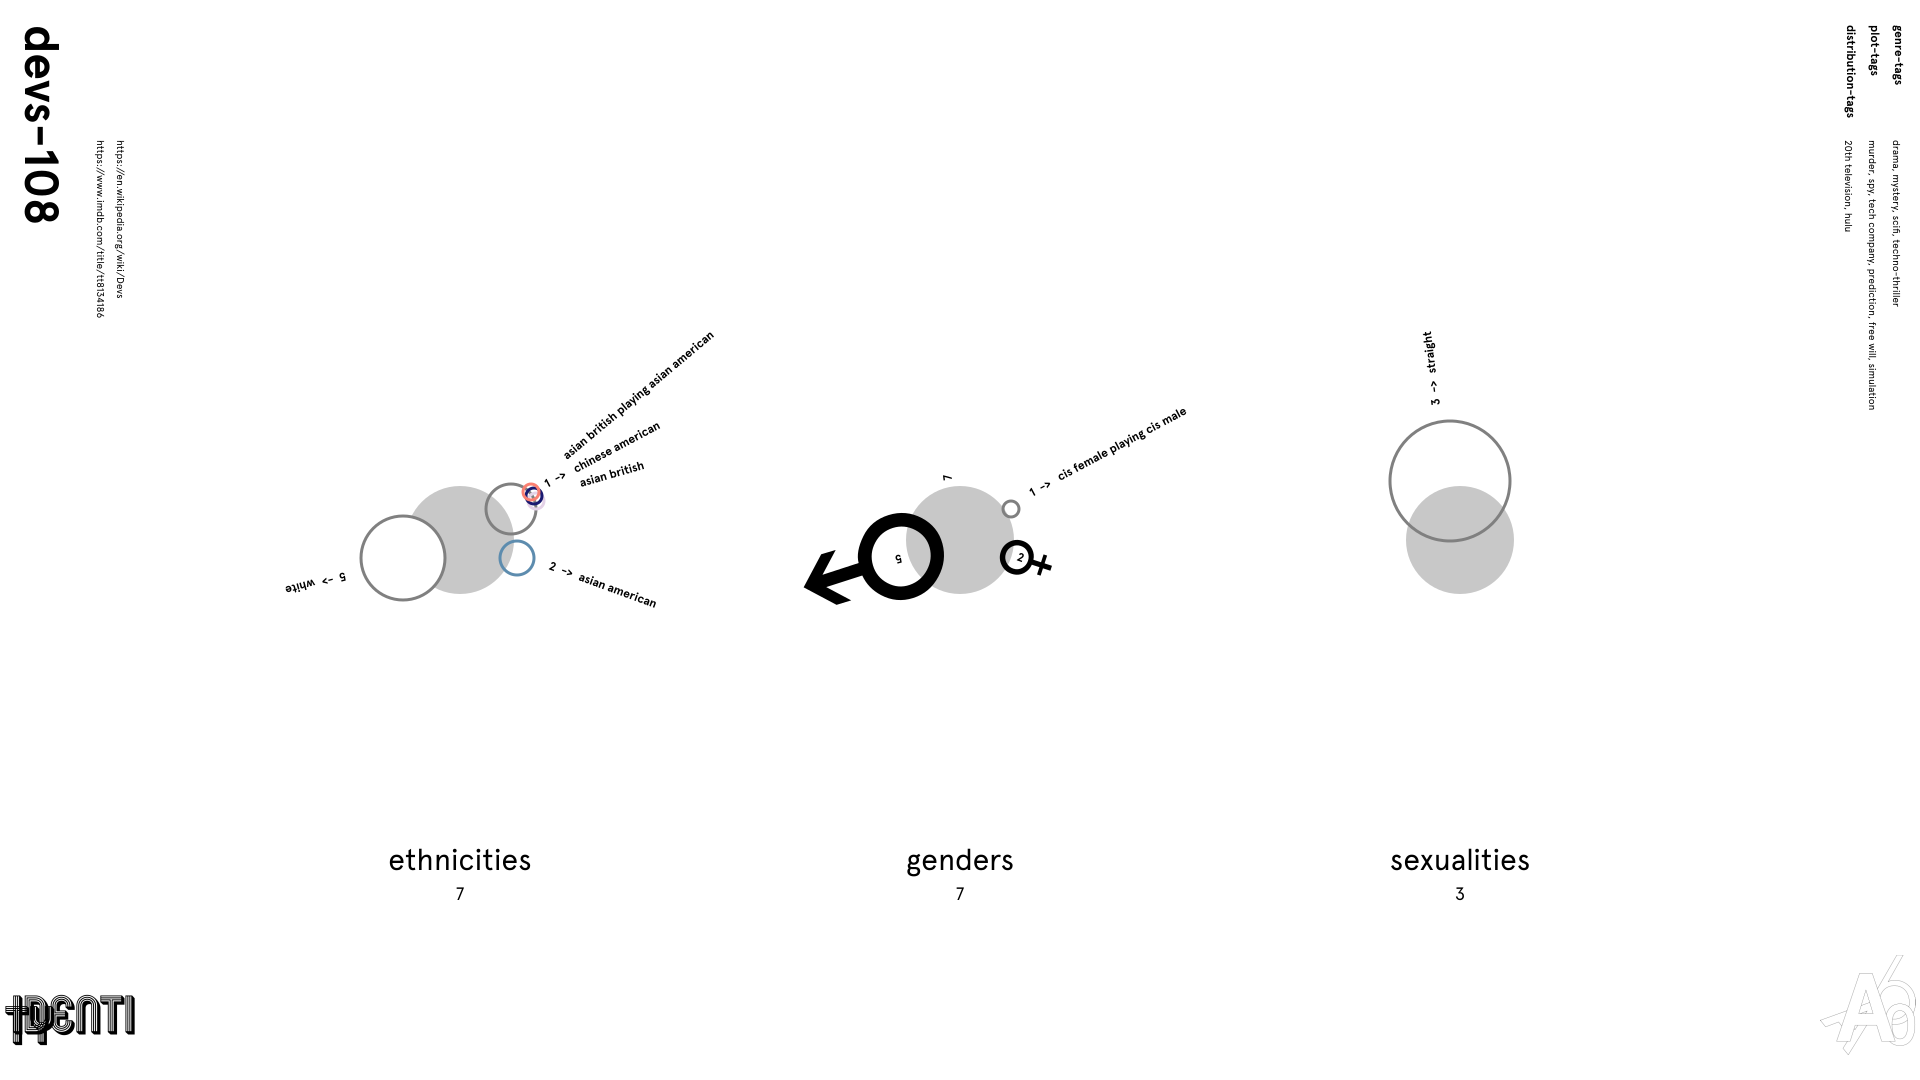 devs-108
https://en.wikipedia.org/wiki/Devs
https://www.imdb.com/title/tt8134186
genre-tags
drama, mystery, scifi, techno-thriller
plot-tags
murder, spy, tech company, prediction, free will, simulation
distribution-tags
20th television, hulu
asian british playing asian american
1 -> chinese american
asian british
2 -> asian american
5 -> white
1 -> cis female playing cis male
2
5
3 -> straight
ethnicities
7
genders
7
sexualities
3
IDENTI